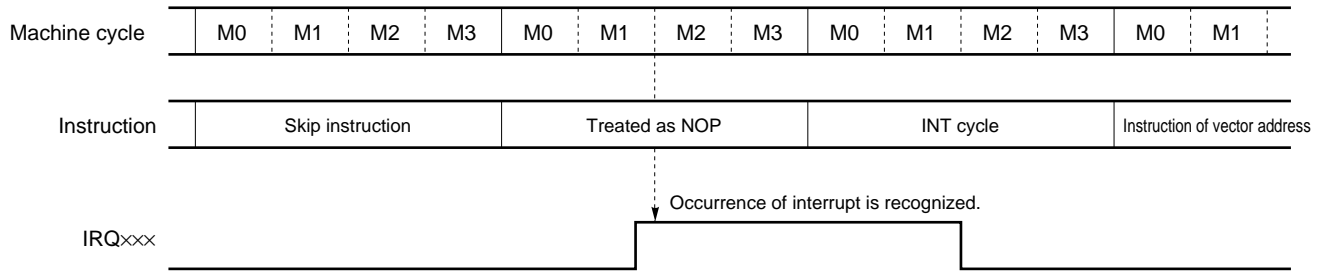 Machine cycle M0 M1 M2 M3 M0 M1 M2 M3 M0 M1 M2 M3 M0 M1
Instruction Skip instruction Treated as NOP INT cycle Instruction of vector address
Occurrence of interrupt is recognized.
IRQ×××